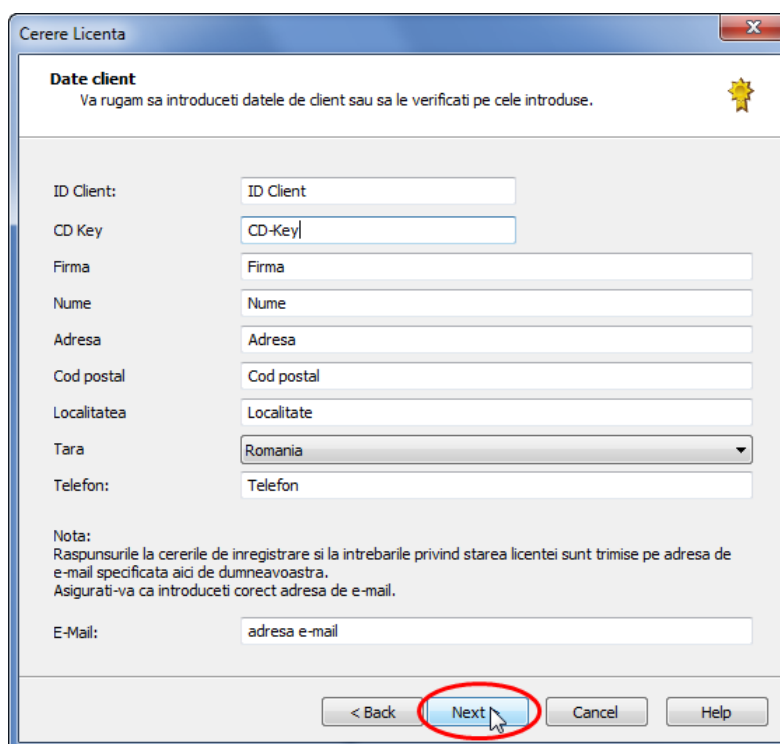 Cerere Licenta
Date client
Va rugam sa introduceti datele de client sau sa le verificati pe cele introduse.
ID Client: ID Client
CD Key CD-Key
Firma Firma
Nume Nume
Adresa Adresa
Cod postal Cod postal
Localitatea Localitate
Tara Romania
Telefon: Telefon
Nota:
Raspunsurile la cererile de inregistrare si la intrebarile privind starea licentei sunt trimise pe adresa de
e-mail specificata aici de dumneavoastra.
Asigurati-va ca introduceti corect adresa de e-mail.
E-Mail: adresa e-mail
< Back Next > Cancel Help